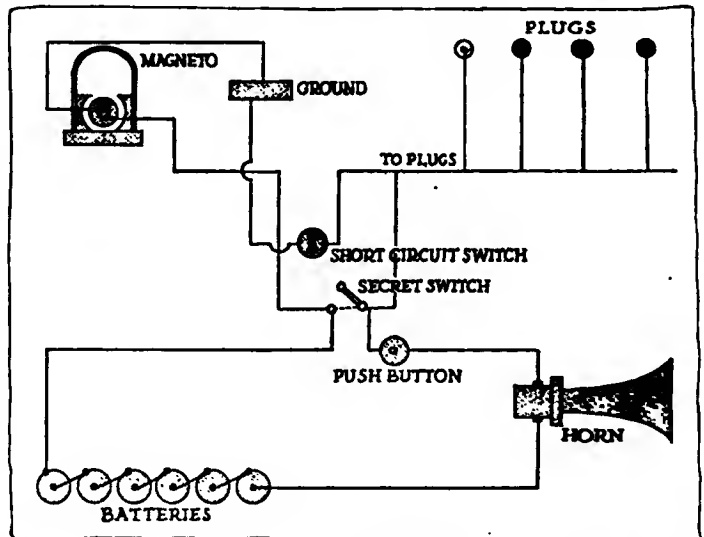 PLUGS
MAGNETO
GROUND
TO PLUGS
SHORT CIRCUIT SWITCH
SECRET SWITCH
PUSH BUTTON
HORN
BATTERIES